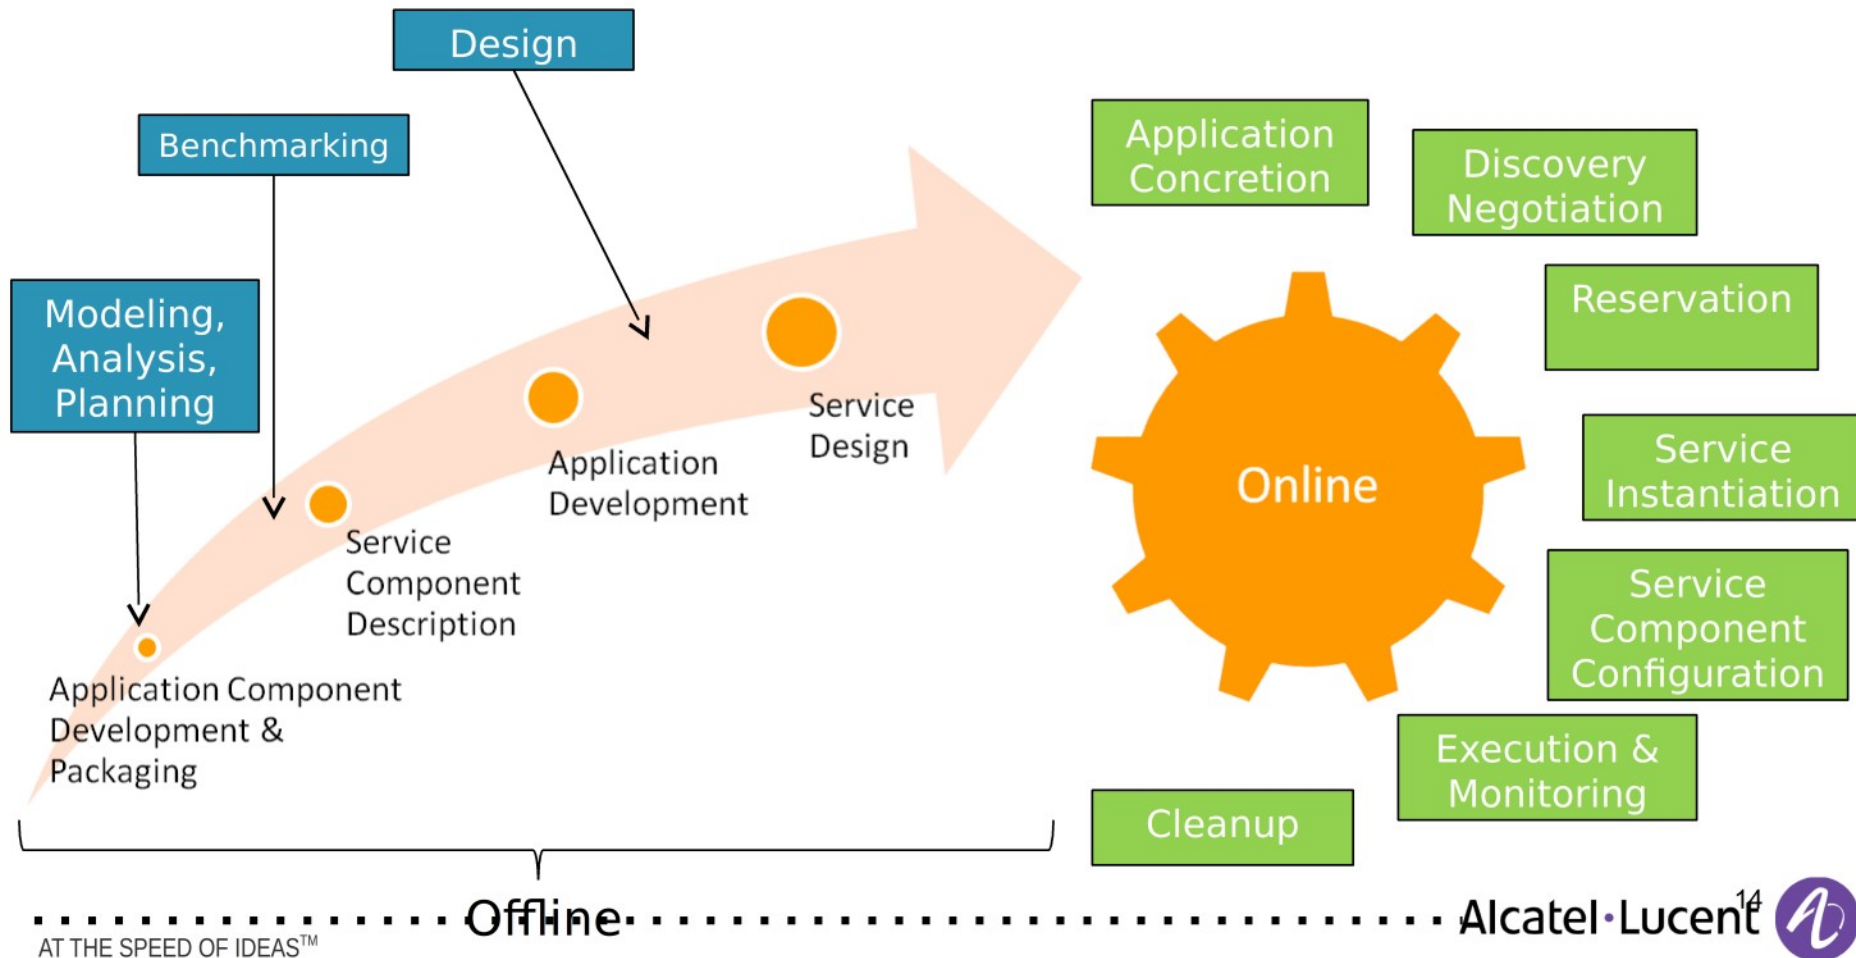 Design
Benchmarking
Modeling,
Analysis,
Planning
Application Component
Development &
Packaging
Service
Component
Description
Application
Development
Service
Design
Offline
Application
Concretion
Discovery
Negotiation
Reservation
Service
Instantiation
Service
Component
Configuration
Execution &
Monitoring
Cleanup
Online
AT THE SPEED OF IDEAS™
Alcatel·Lucent
14